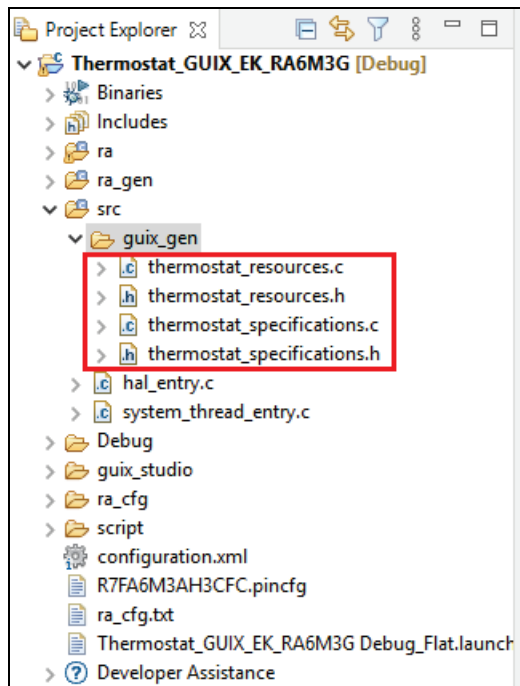 Project Explorer
Thermostat_GUIX_EK_RA6M3G [Debug]
Binaries
Includes
ra
ra_gen
src
guix_gen
thermostat_resources.c
thermostat_resources.h
thermostat_specifications.c
thermostat_specifications.h
hal_entry.c
system_thread_entry.c
Debug
guix_studio
ra_cfg
script
configuration.xml
R7FA6M3AH3CFC.pincfg
ra_cfg.txt
Thermostat_GUIX_EK_RA6M3G Debug_Flat.launch
Developer Assistance